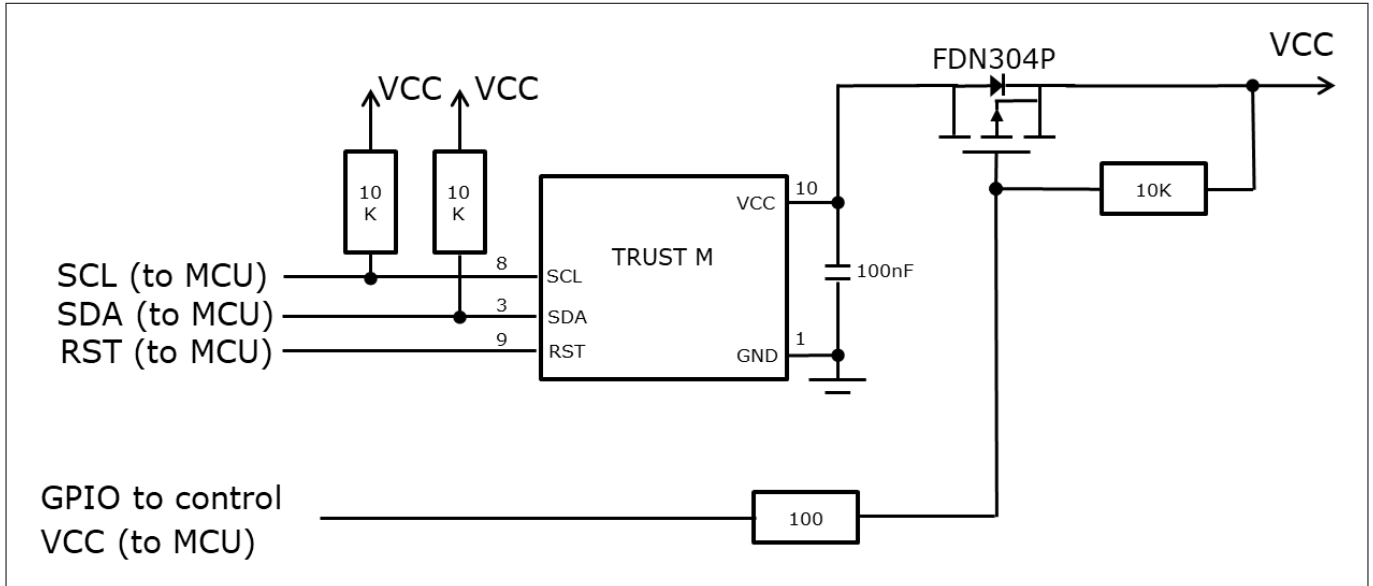 FDN304P
VCC
VCC
VCC
10
K
10
K
10K
VCC
10
TRUST M
SCL (to MCU)
8
SCL
100nF
SDA (to MCU)
3
SDA
RST (to MCU)
9
RST
GND
1
GPIO to control
VCC (to MCU)
100